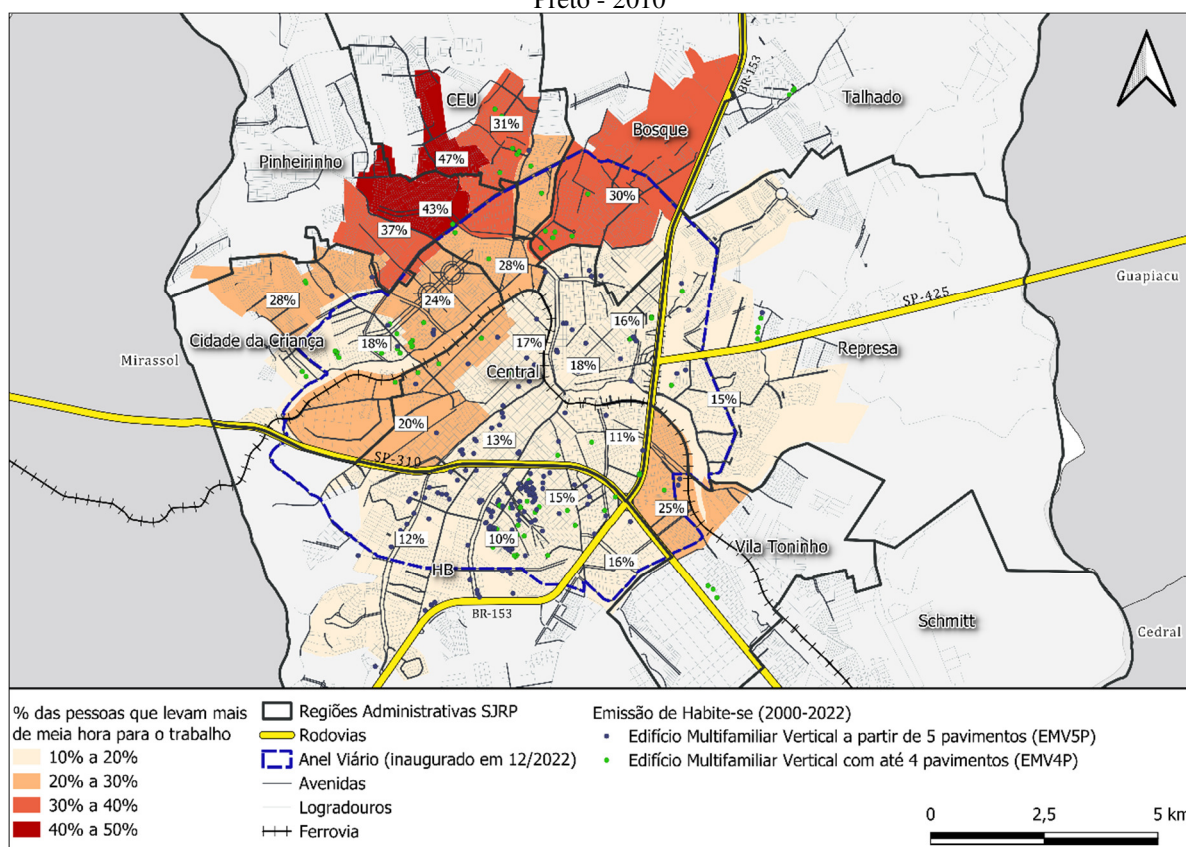 Preto - 2010
BR-153
Talhado
CEU
31%
Bosque
47%
Pinheirinho
43%
30%
37%
28%
Guapiacu
28%
24%
SP-425
16%
Cidade da Criança
18%
17%
Represa
Mirassol
18%
Central
15%
20%
13%
11%
SP-310
15%
25%
12%
10%
Vila Toninho
HB
16%
BR-153
Schmitt
Cedral
% das pessoas que levam mais
de meia hora para o trabalho
10% a 20%
20% a 30%
30% a 40%
40% a 50%
Regiões Administrativas SJRP
Rodovias
Anel Viário (inaugurado em 12/2022)
Avenidas
Logradouros
Ferrovia
Emissão de Habite-se (2000-2022)
Edifício Multifamiliar Vertical a partir de 5 pavimentos (EMV5P)
Edifício Multifamiliar Vertical com até 4 pavimentos (EMV4P)
0 2,5 5 km